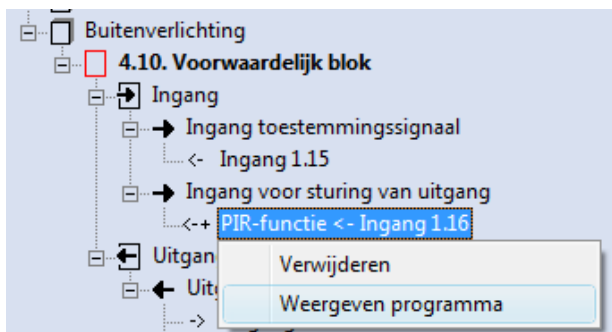 Buitenverlichting
4.10. Voorwaardelijk blok
Ingang
Ingang toestemmingssignaal
<- Ingang 1.15
Ingang voor sturing van uitgang
<-+ PIR-functie <- Ingang 1.16
Verwijderen
Weergeven programma
->